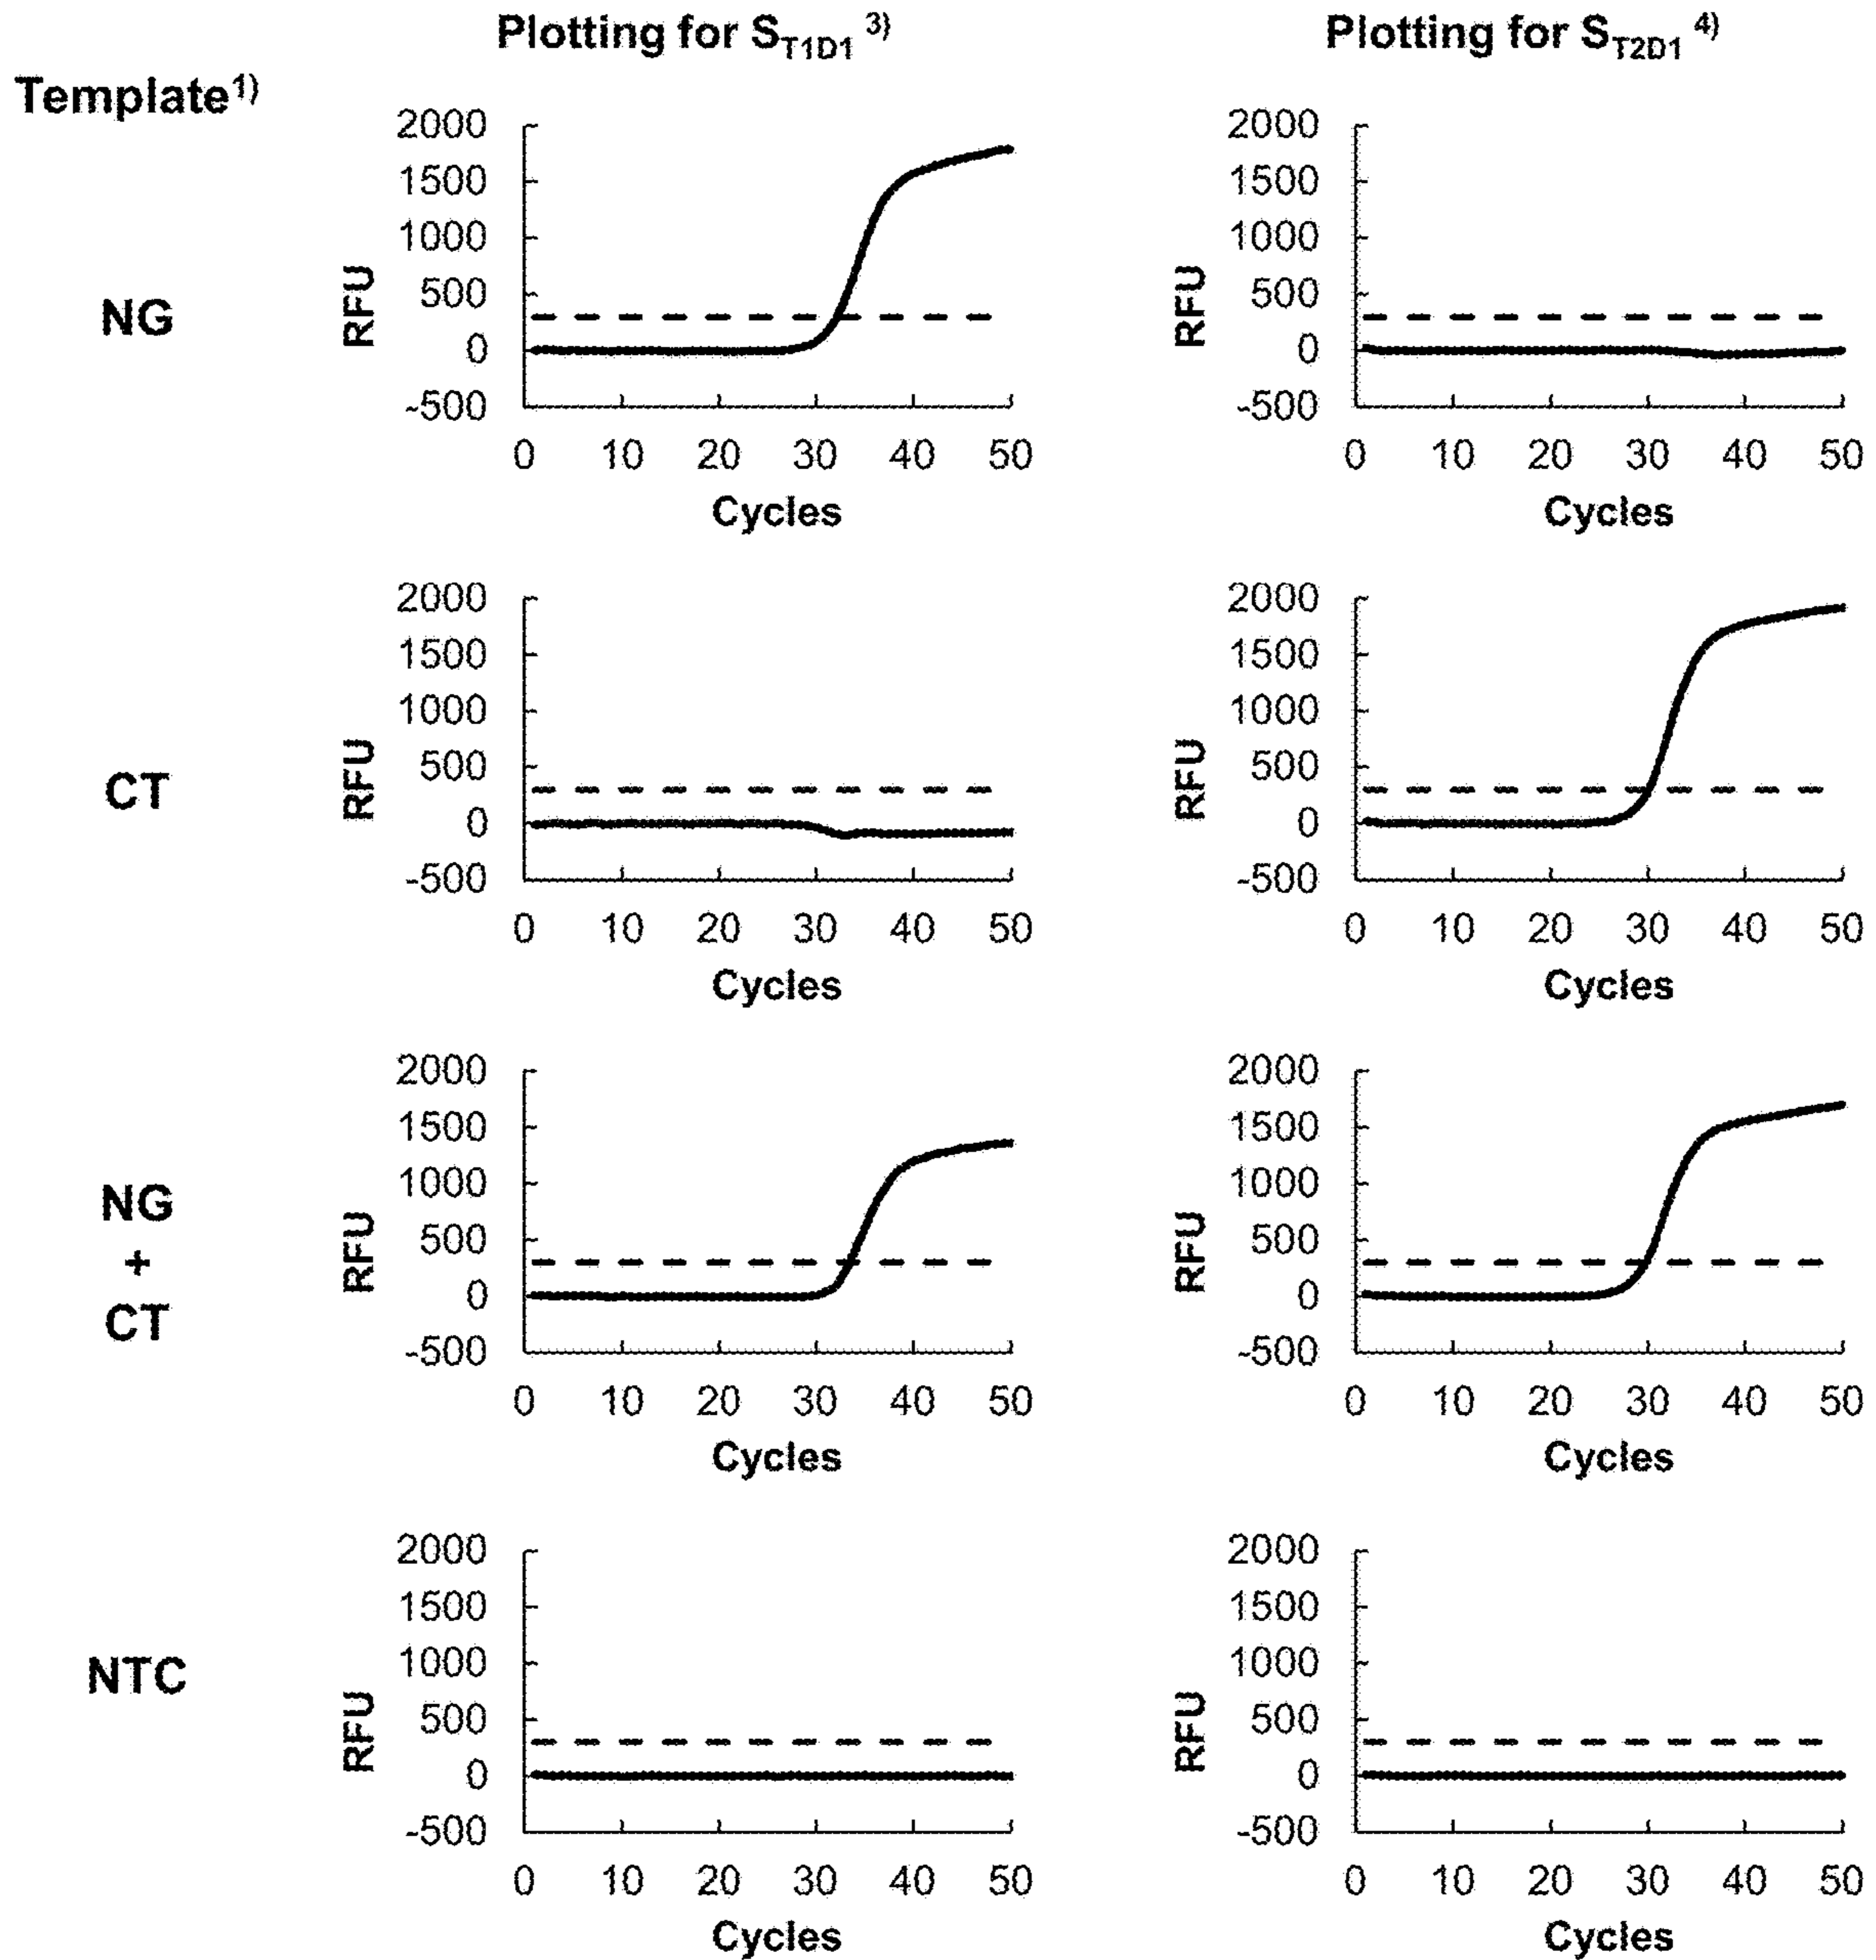 Plotting for S_T1D1 3) Plotting for S_T2D1 4)
Template1)
2000 2000
1500 1500
1000 1000
500 500
0 0
-500 -500
RFU RFU
NG
0 10 20 30 40 50 0 10 20 30 40 50
Cycles Cycles
2000 2000
1500 1500
1000 1000
500 500
0 0
-500 -500
RFU RFU
CT
0 10 20 30 40 50 0 10 20 30 40 50
Cycles Cycles
2000 2000
1500 1500
1000 1000
500 500
0 0
-500 -500
RFU RFU
NG
+
CT
0 10 20 30 40 50 0 10 20 30 40 50
Cycles Cycles
2000 2000
1500 1500
1000 1000
500 500
0 0
-500 -500
RFU RFU
NTC
0 10 20 30 40 50 0 10 20 30 40 50
Cycles Cycles